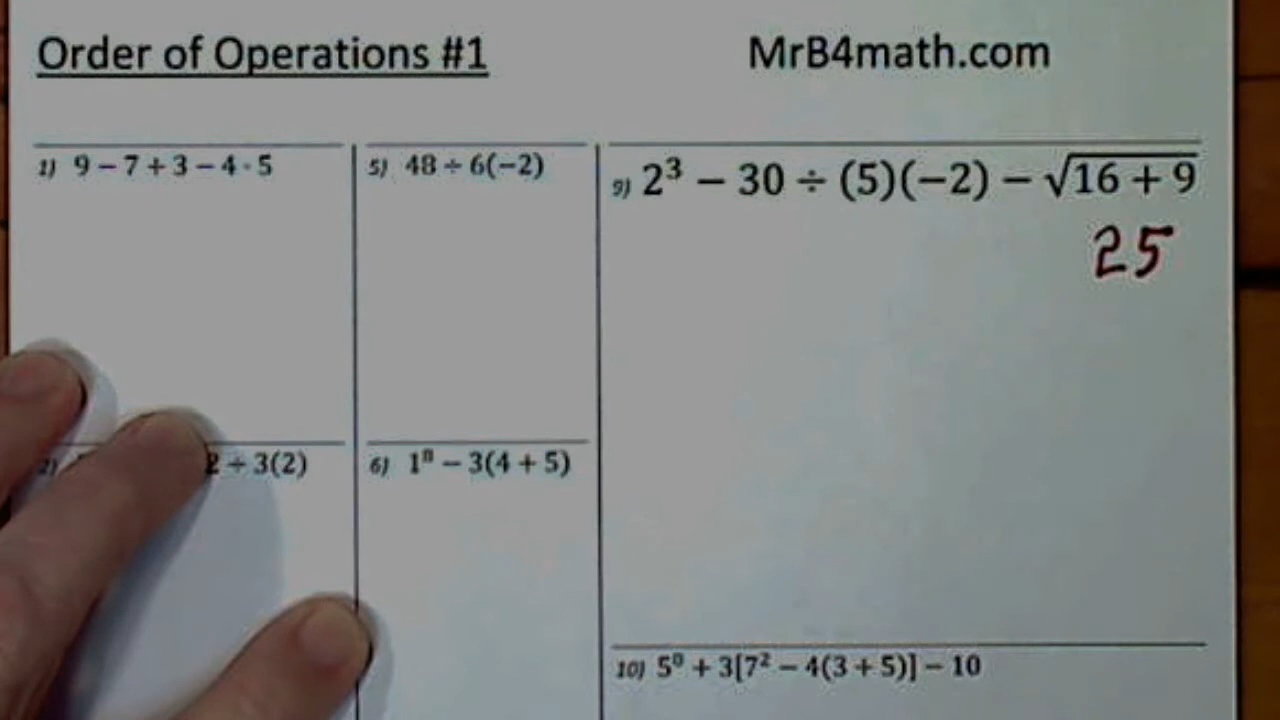 Order of Operations #1
MrB4math.com
1) 9 – 7 + 3 – 4 · 5
5) 48 ÷ 6(−2)
9) 2³ − 30 ÷ (5)(−2) − √16 + 9
25
2) 2 ÷ 3(2)
6) 1⁸ − 3(4 + 5)
10) 5⁰ + 3[7² − 4(3 + 5)] − 10